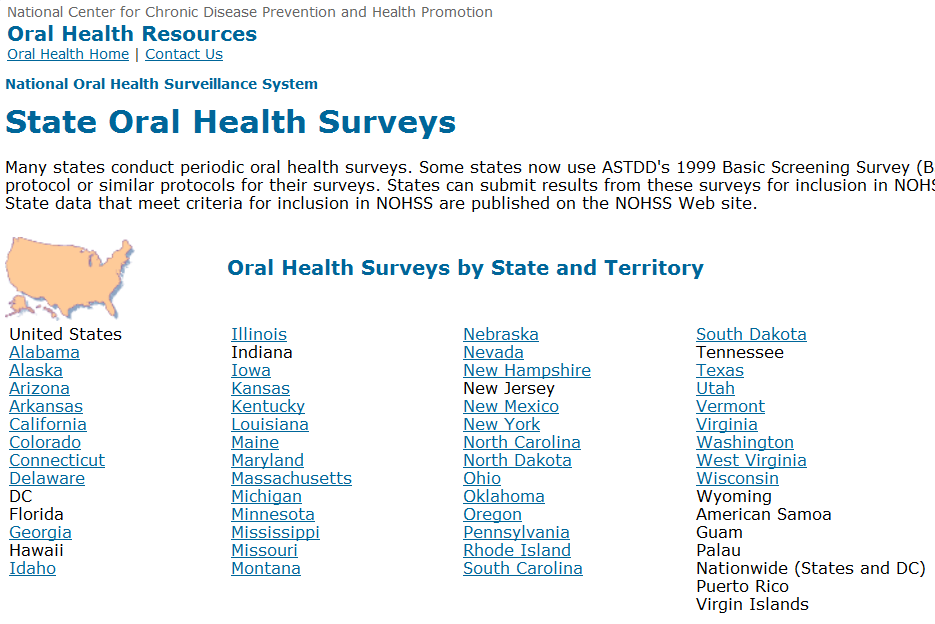 National Center for Chronic Disease Prevention and Health Promotion
Oral Health Resources
Oral Health Home | Contact Us
National Oral Health Surveillance System
State Oral Health Surveys
Many states conduct periodic oral health surveys. Some states now use ASTDD's 1999 Basic Screening Survey (B
protocol or similar protocols for their surveys. States can submit results from these surveys for inclusion in NOHS
State data that meet criteria for inclusion in NOHSS are published on the NOHSS Web site.
Oral Health Surveys by State and Territory
United States
Alabama
Alaska
Arizona
Arkansas
California
Colorado
Connecticut
Delaware
DC
Florida
Georgia
Hawaii
Idaho
Illinois
Indiana
Iowa
Kansas
Kentucky
Louisiana
Maine
Maryland
Massachusetts
Michigan
Minnesota
Mississippi
Missouri
Montana
Nebraska
Nevada
New Hampshire
New Jersey
New Mexico
New York
North Carolina
North Dakota
Ohio
Oklahoma
Oregon
Pennsylvania
Rhode Island
South Carolina
South Dakota
Tennessee
Texas
Utah
Vermont
Virginia
Washington
West Virginia
Wisconsin
Wyoming
American Samoa
Guam
Palau
Nationwide (States and DC)
Puerto Rico
Virgin Islands